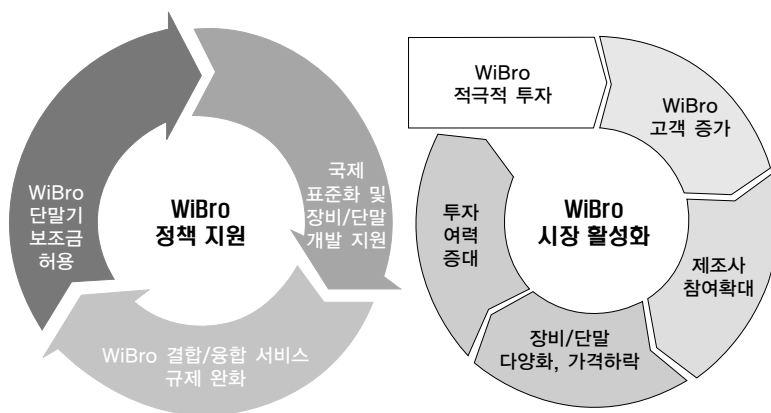 WiBro
단말기
보조금
허용
WiBro
정책 지원
국제
표준화 및
장비/단말
개발 지원
WiBro 결합/융합 서비스
규제 완화
WiBro
적극적 투자
WiBro
고객 증가
투자
여력
증대
WiBro
시장 활성화
제조사
참여확대
장비/단말
다양화, 가격하락